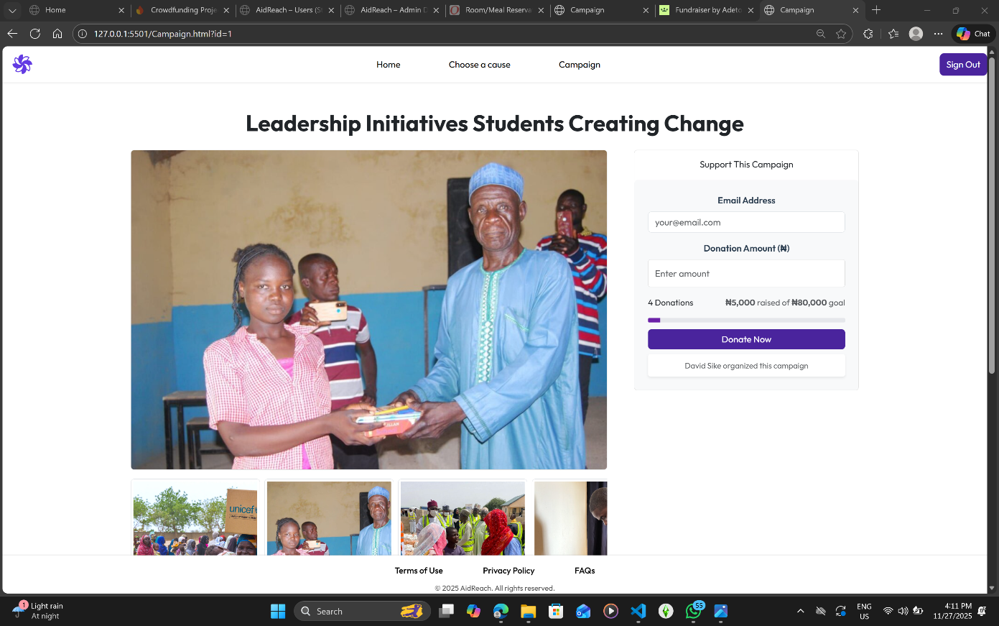 Home
Crowdfunding Proje
AidReach – Users (St
AidReach – Admin D
Room/Meal Reserva
Campaign
Fundraiser by Adeto
Campaign
127.0.0.1:5501/Campaign.html?id=1
Chat
Home
Choose a cause
Campaign
Sign Out
Leadership Initiatives Students Creating Change
Support This Campaign
Email Address
your@email.com
Donation Amount (₦)
Enter amount
4 Donations
₦5,000 raised of ₦80,000 goal
Donate Now
David Sike organized this campaign
unicef
Terms of Use
Privacy Policy
FAQs
© 2025 AidReach. All rights reserved.
1
Light rain
At night
Search
55
ENG
US
4:11 PM
11/27/2025